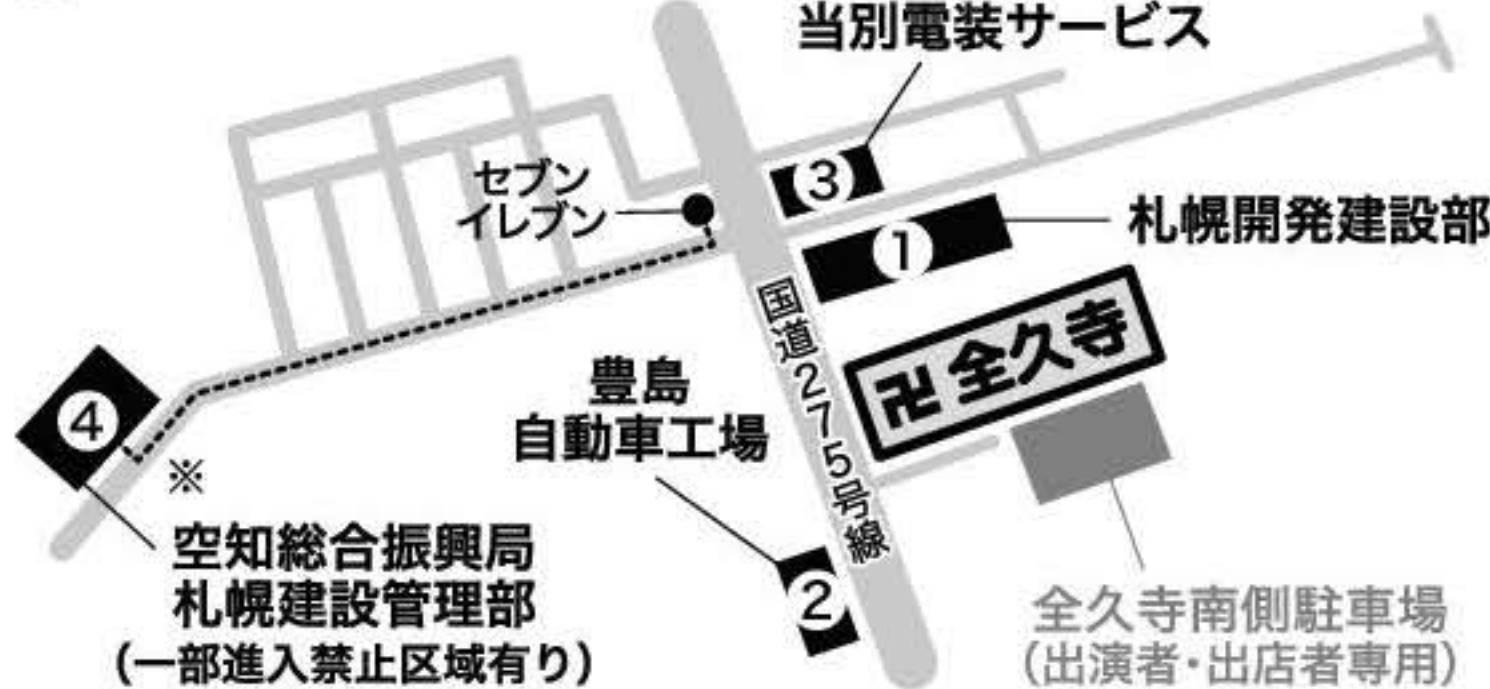 当別電装サービス
③
セブン
イレブン
①
札幌開発建設部
国道275号線
卍全久寺
豊島
自動車工場
④
※
②
空知総合振興局
札幌建設管理部
(一部進入禁止区域有り)
全久寺南側駐車場
(出演者・出店者専用)